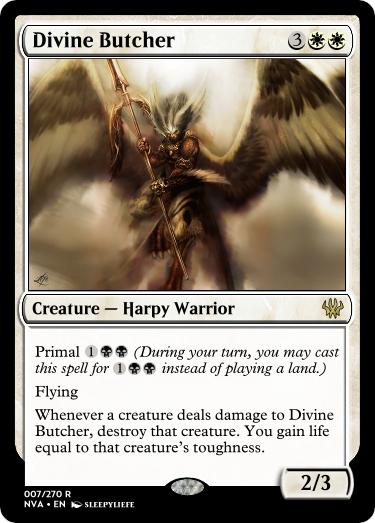 Divine Butcher 3
Creature — Harpy Warrior
Primal 1 (During your turn, you may cast
this spell for 1 instead of playing a land.)
Flying
Whenever a creature deals damage to Divine
Butcher, destroy that creature. You gain life
equal to that creature's toughness.
2/3
007/270 R
NVA • EN SLEEPYLIEFE